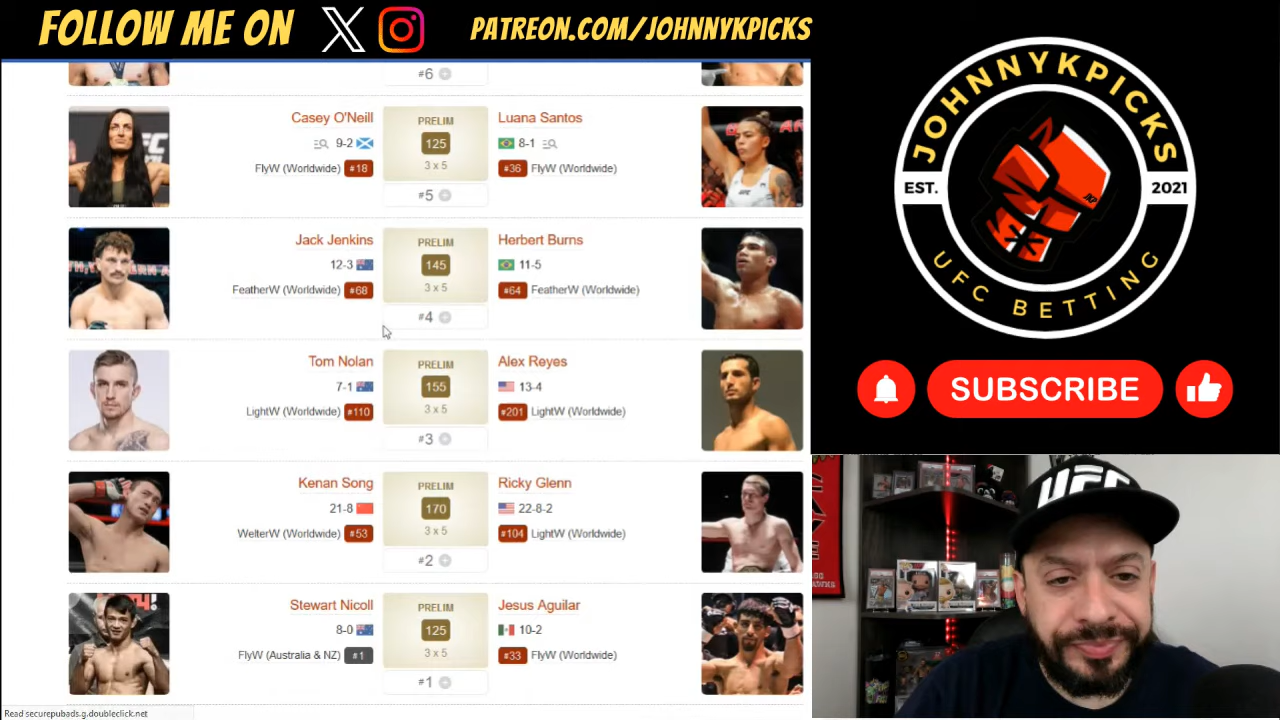 FOLLOW ME ON
PATREON.COM/JOHNNYKPICKS
#6
Casey O'Neill
PRELIM
Luana Santos
9-2
125
8-1
FlyW (Worldwide) #18
3 x 5
#36 FlyW (Worldwide)
#5
Jack Jenkins
PRELIM
Herbert Burns
12-3
145
11-5
FeatherW (Worldwide) #68
3 x 5
#64 FeatherW (Worldwide)
#4
Tom Nolan
PRELIM
Alex Reyes
7-1
155
13-4
LightW (Worldwide) #110
3 x 5
#201 LightW (Worldwide)
#3
Kenan Song
PRELIM
Ricky Glenn
21-8
170
22-8-2
WelterW (Worldwide) #53
3 x 5
#104 LightW (Worldwide)
#2
Stewart Nicoll
PRELIM
Jesus Aguilar
8-0
125
10-2
FlyW (Australia & NZ) #1
3 x 5
#33 FlyW (Worldwide)
#1
Read securepubads.g.doubleclick.net
JOHNNYKPICKS
EST.
2021
JKP
UFC BETTING
SUBSCRIBE
UFC